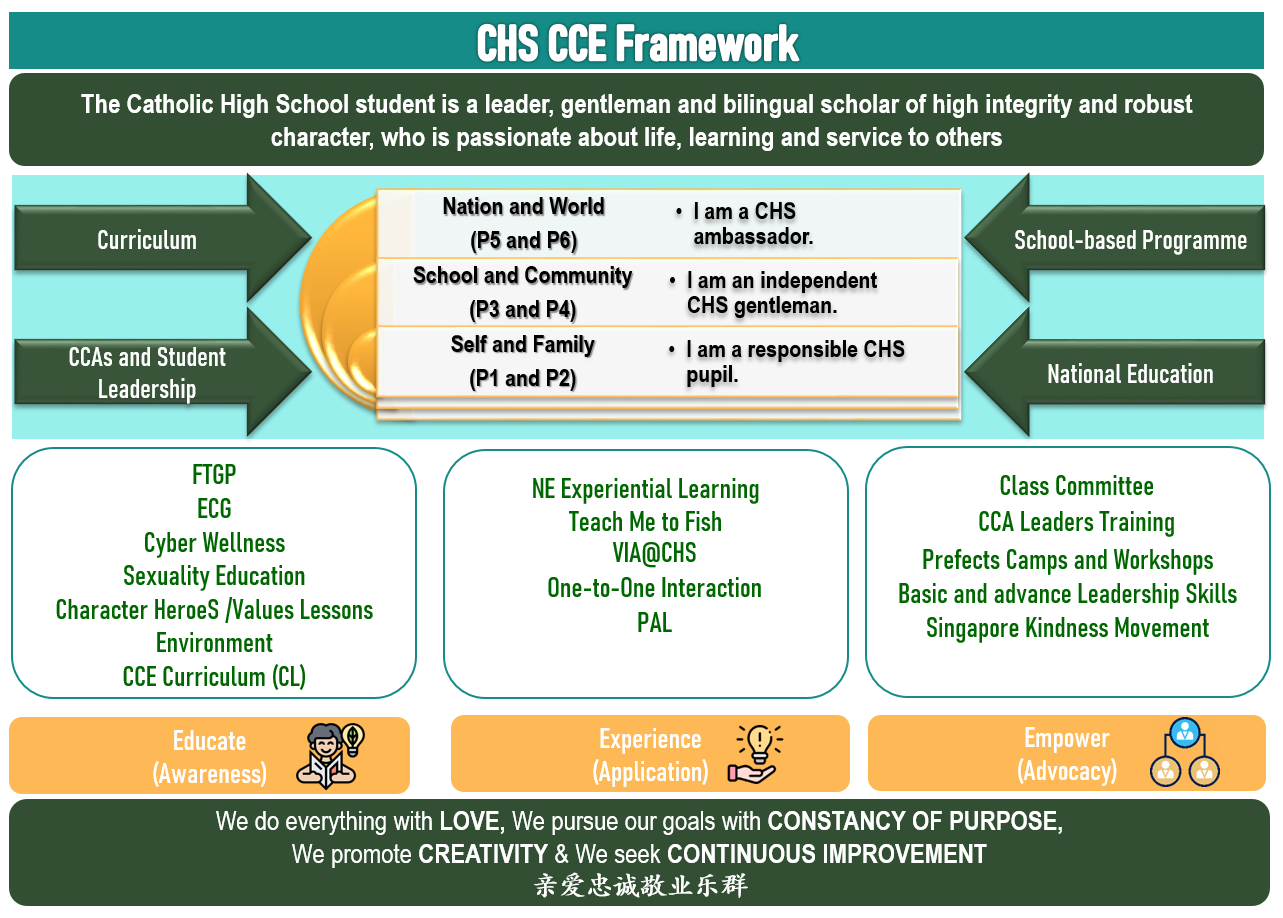 CHS CCE Framework
The Catholic High School student is a leader, gentleman and bilingual scholar of high integrity and robust
character, who is passionate about life, learning and service to others
Curriculum
CCAs and Student
Leadership
Nation and World
(P5 and P6)
• I am a CHS
ambassador.
School and Community
(P3 and P4)
• I am an independent
CHS gentleman.
Self and Family
(P1 and P2)
• I am a responsible CHS
pupil.
School-based Programme
National Education
FTGP
ECG
Cyber Wellness
Sexuality Education
Character HeroeS /Values Lessons
Environment
CCE Curriculum (CL)
NE Experiential Learning
Teach Me to Fish
VIA@CHS
One-to-One Interaction
PAL
Class Committee
CCA Leaders Training
Prefects Camps and Workshops
Basic and advance Leadership Skills
Singapore Kindness Movement
Educate
(Awareness)
Experience
(Application)
Empower
(Advocacy)
We do everything with LOVE, We pursue our goals with CONSTANCY OF PURPOSE,
We promote CREATIVITY & We seek CONTINUOUS IMPROVEMENT
亲爱忠诚敬业乐群